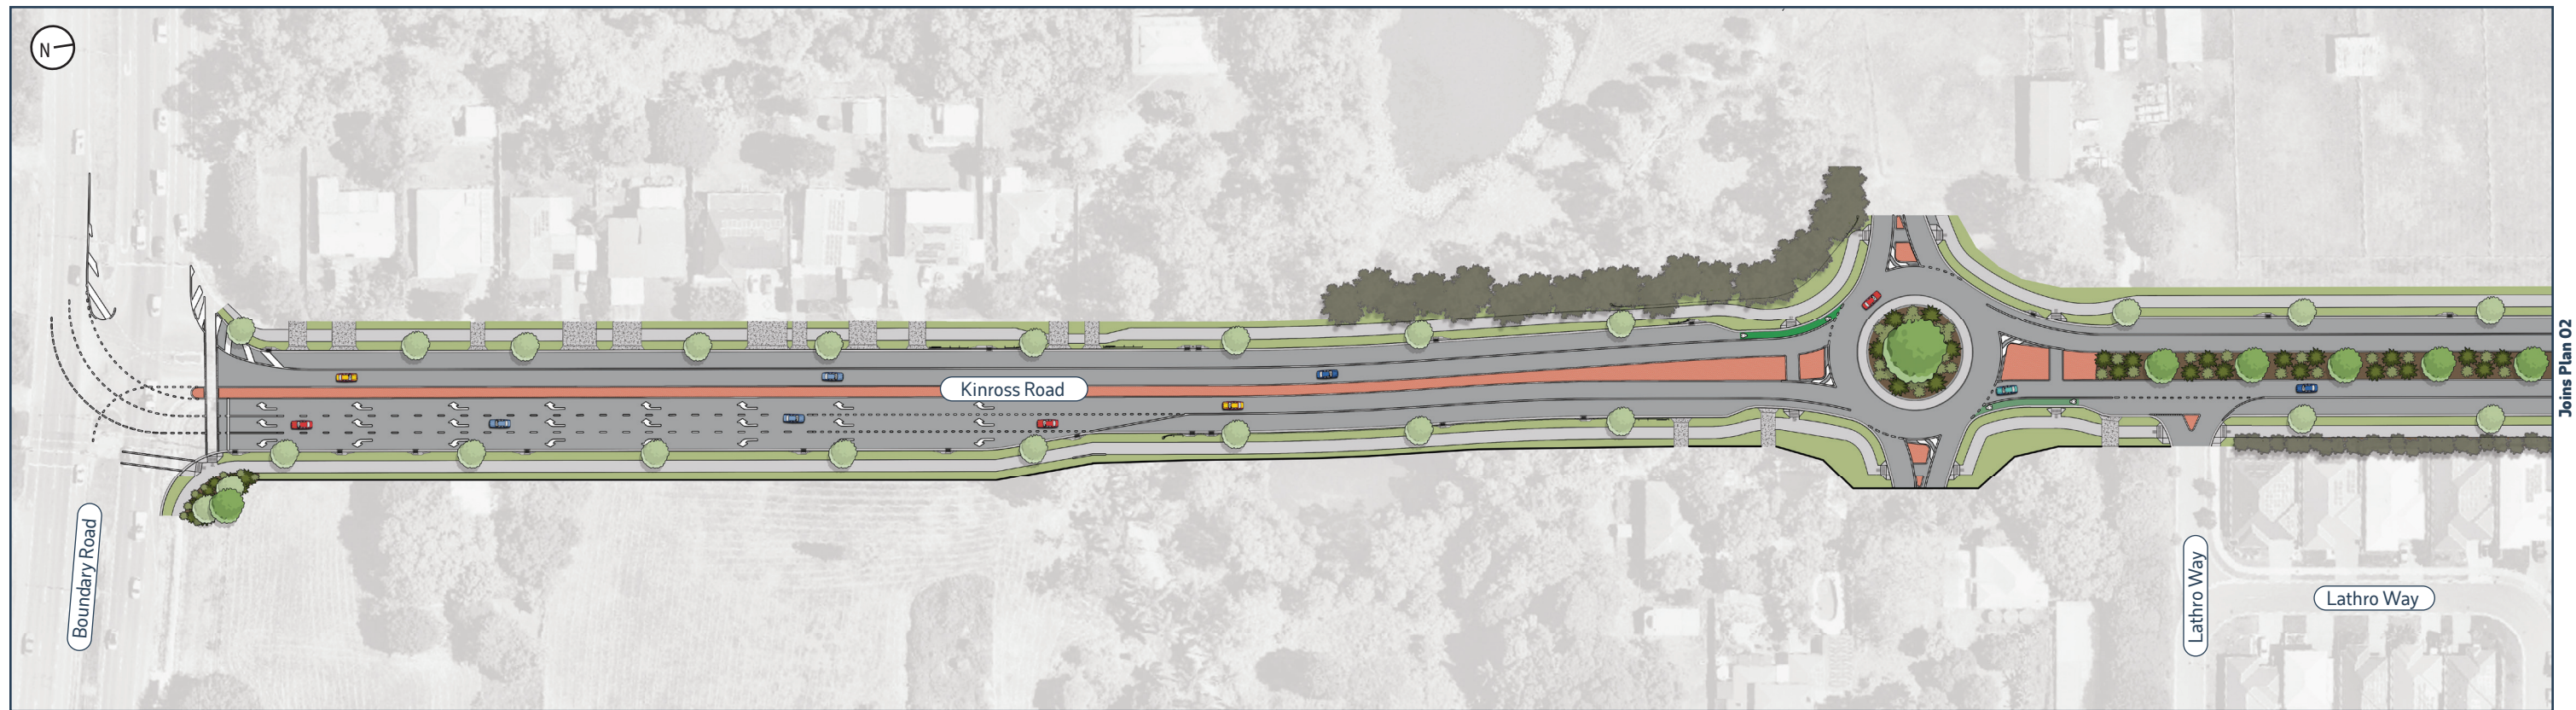 N
Kinross Road
Boundary Road
Lathro Way
Lathro Way
Joins Plan 02